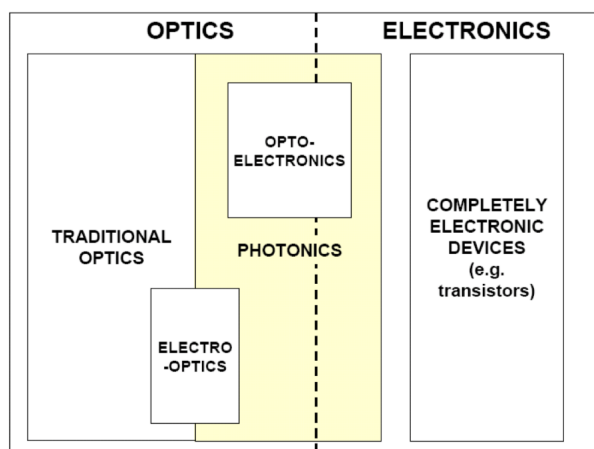 OPTICS
ELECTRONICS
OPTO-
ELECTRONICS
TRADITIONAL
OPTICS
PHOTONICS
COMPLETELY
ELECTRONIC
DEVICES
(e.g.
transistors)
ELECTRO
-OPTICS